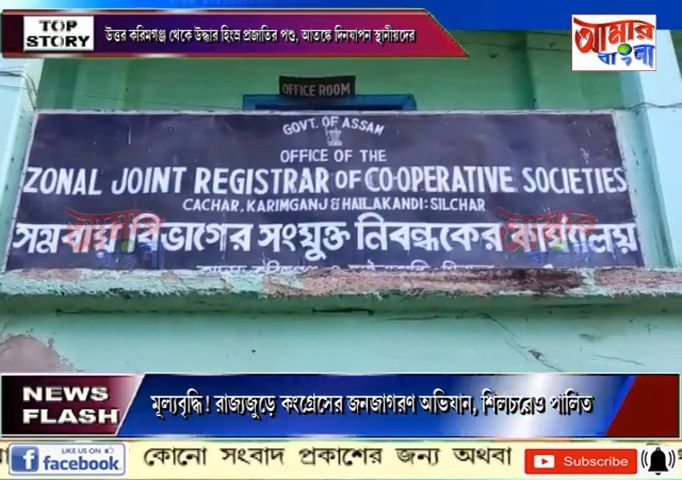 TOP STORY
উত্তর করিমগঞ্জ থেকে উদ্ধার হিংস্র প্রজাতির পশু, আতঙ্কে দিনযাপন স্থানীয়দের
আমার বাংলা
OFFICE ROOM
GOVT. OF ASSAM
OFFICE OF THE
ZONAL JOINT REGISTRAR OF CO-OPERATIVE SOCIETIES
CACHAR, KARIMGANJ & HAILAKANDI: SILCHAR
সমবায় বিভাগের সংযুক্ত নিবন্ধকের কার্যালয়
NEWS FLASH
মূল্যবৃদ্ধি! রাজ্যজুড়ে কংগ্রেসের জনজাগরণ অভিযান, শিলচরেও পালিত
LIKE US ON
facebook
কোনো সংবাদ প্রকাশের জন্য অথবা
Subscribe